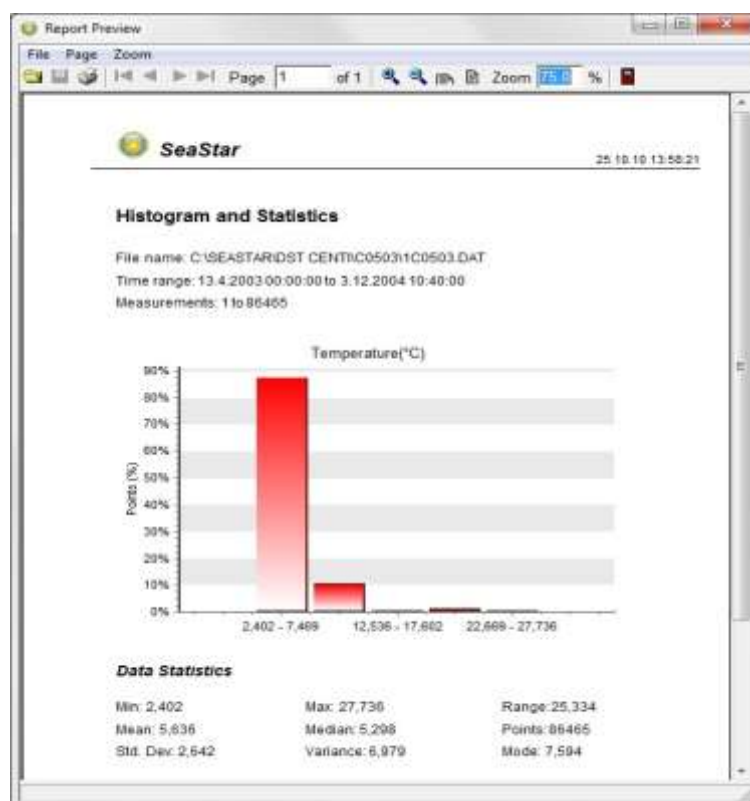 Report Preview
File Page Zoom
Page 1 of 1 Zoom 75.0 %
SeaStar
25.10.10 13:58:21
Histogram and Statistics
File name: C:\SEASTAR\DST CENTI\C0503\1C0503.DAT
Time range: 13.4.2003 00:00:00 to 3.12.2004 10:40:00
Measurements: 1 to 86465
Temperature(°C)
90%
80%
70%
60%
50%
40%
30%
20%
10%
0%
Points (%)
2,402 - 7,469 12,536 - 17,602 22,669 - 27,736
Data Statistics
Min: 2,402 Max: 27,736 Range: 25,334
Mean: 5,636 Median: 5,298 Points: 86465
Std. Dev: 2,642 Variance: 6,979 Mode: 7,594